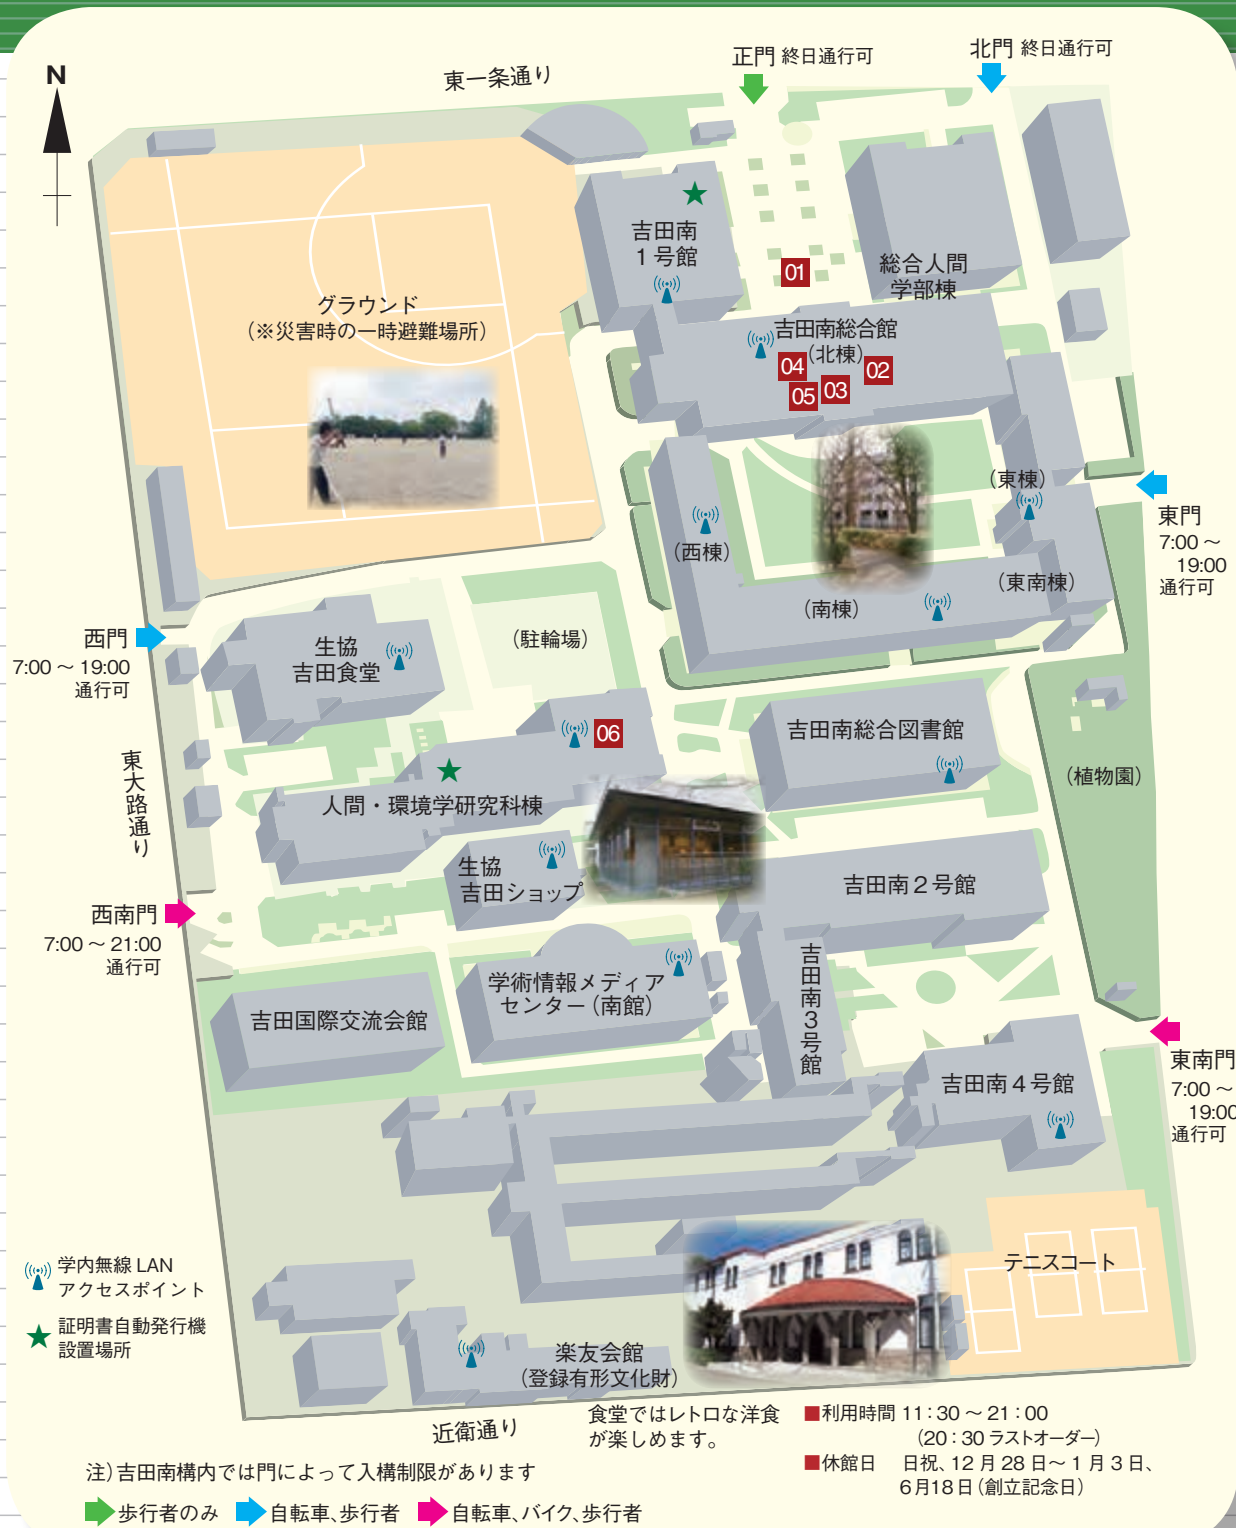 N
東一条通り
正門 終日通行可
北門 終日通行可
吉田南
1号館
01
総合人間
学部棟
グラウンド
(※災害時の一時避難場所)
吉田南総合館
(北棟)
04
02
05
03
(東棟)
東門
7:00 ～
19:00
通行可
(西棟)
(東南棟)
(南棟)
西門
7:00 ～ 19:00
通行可
生協
吉田食堂
(駐輪場)
06
吉田南総合図書館
東大路通り
(植物園)
人間・環境学研究科棟
生協
吉田ショップ
吉田南2号館
西南門
7:00 ～ 21:00
通行可
吉田南3号館
学術情報メディア
センター(南館)
吉田国際交流会館
東南門
7:00 ～
19:00
通行可
吉田南4号館
テニスコート
学内無線 LAN
アクセスポイント
証明書自動発行機
設置場所
楽友会館
(登録有形文化財)
近衛通り
食堂ではレトロな洋食
が楽しめます。
■利用時間 11：30 ～ 21：00
(20：30 ラストオーダー)
■休館日 日祝、12 月 28 日～ 1 月 3 日、
6月18日(創立記念日)
注)吉田南構内では門によって入構制限があります
歩行者のみ 自転車、歩行者 自転車、バイク、歩行者